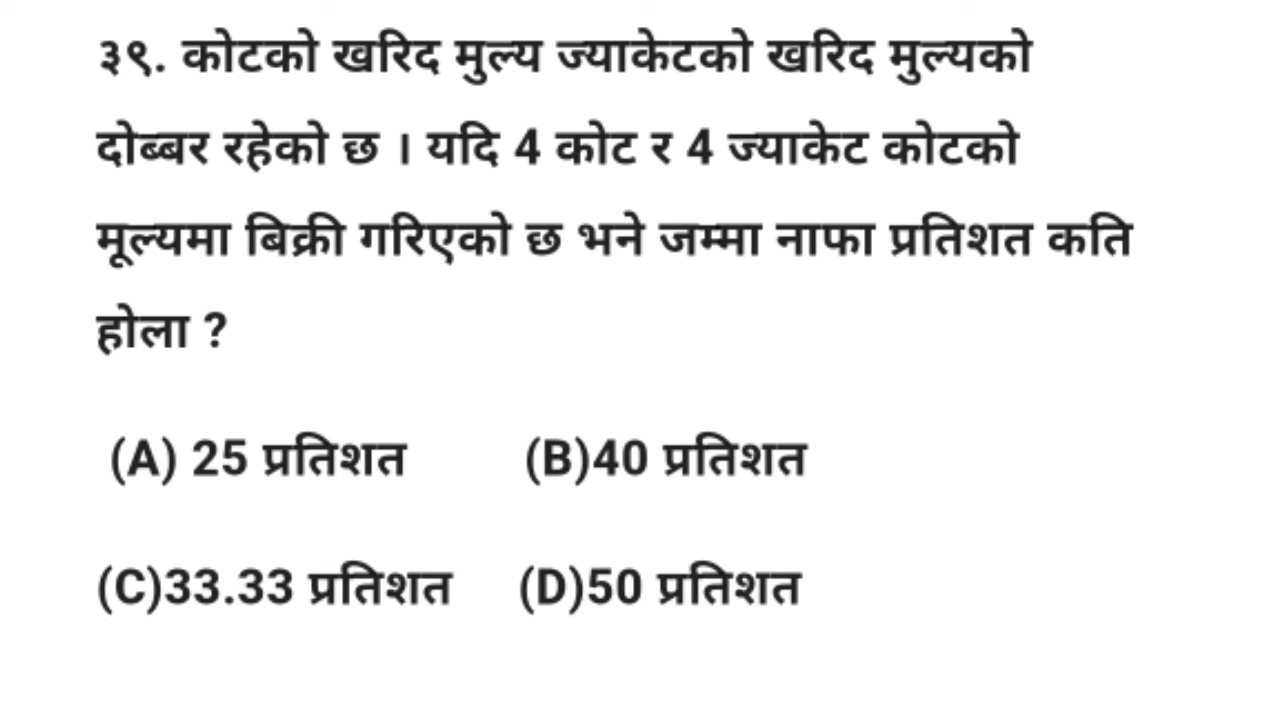 ३९. कोटको खरिद मुल्य ज्याकेटको खरिद मुल्यको
दोब्बर रहेको छ । यदि 4 कोट र 4 ज्याकेट कोटको
मूल्यमा बिक्री गरिएको छ भने जम्मा नाफा प्रतिशत कति
होला ?
(A) 25 प्रतिशत (B)40 प्रतिशत
(C)33.33 प्रतिशत (D)50 प्रतिशत